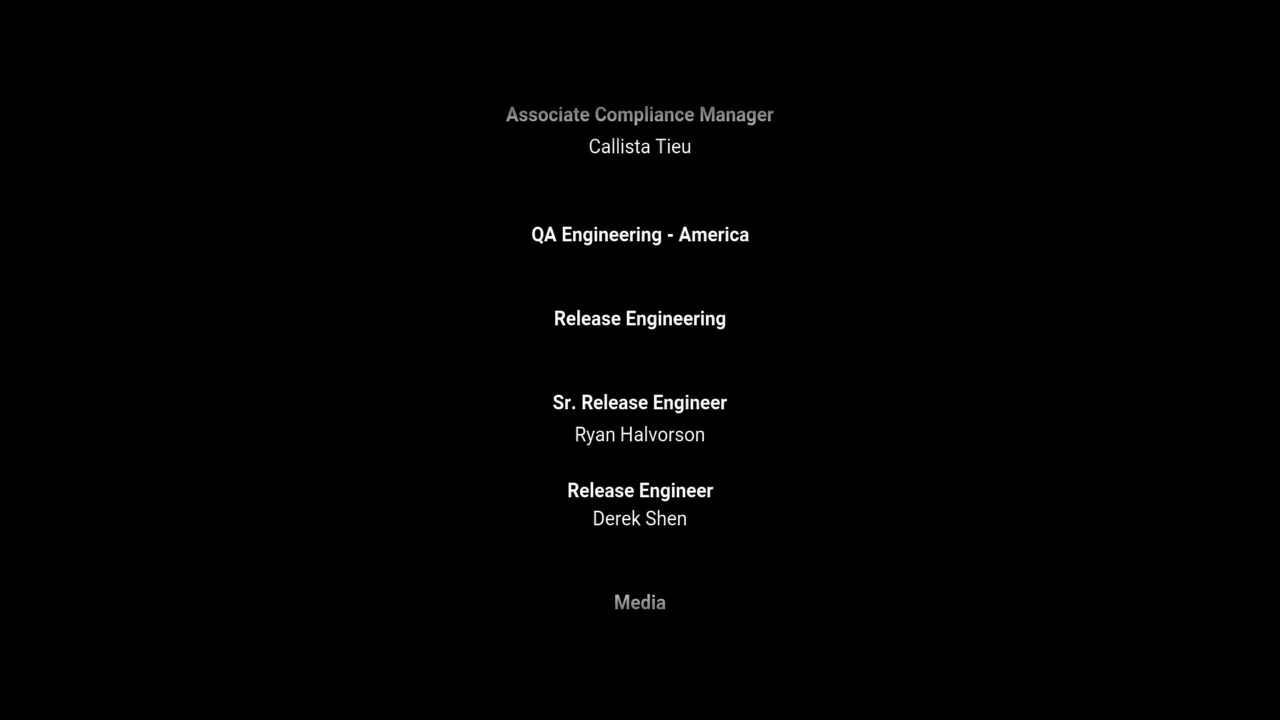 Associate Compliance Manager
Callista Tieu
QA Engineering - America
Release Engineering
Sr. Release Engineer
Ryan Halvorson
Release Engineer
Derek Shen
Media